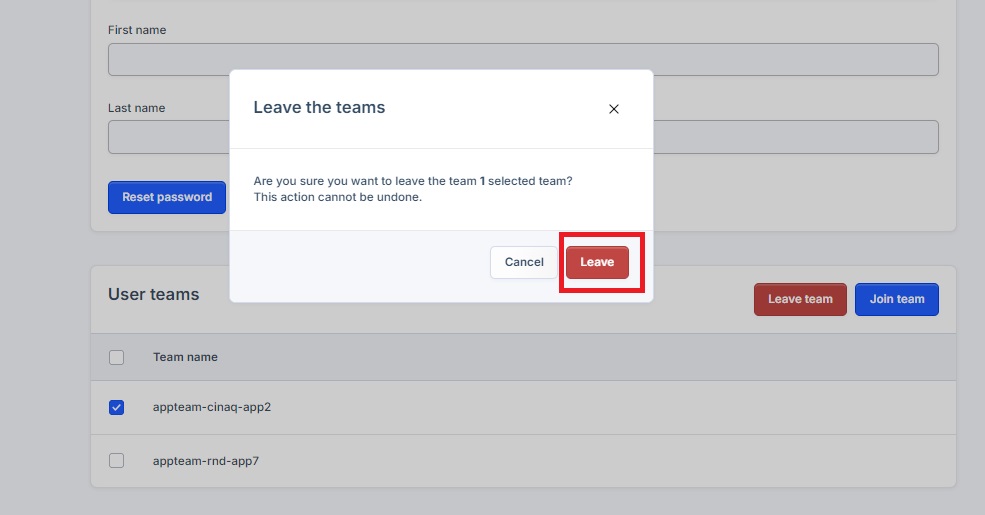 First name
Last name
Leave the teams
Are you sure you want to leave the team 1 selected team?
This action cannot be undone.
Reset password
Cancel
Leave
User teams
Leave team
Join team
Team name
appteam-cinaq-app2
appteam-rnd-app7